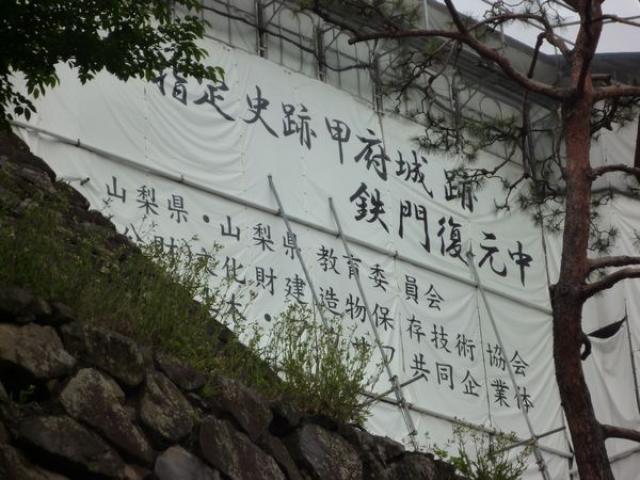 指定史跡甲府城跡
鉄門復元中
山梨県・山梨県教育委員会
財 文化財建造物保存技術協会
共同企業体